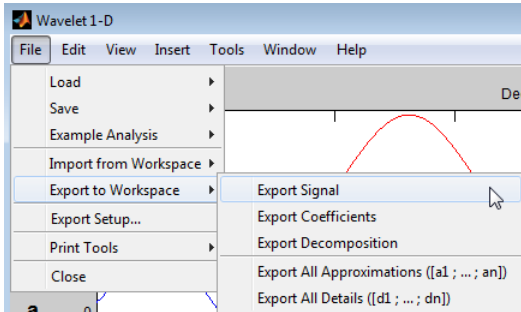 Wavelet 1-D
File Edit View Insert Tools Window Help
Load
Save
Example Analysis
Import from Workspace
Export to Workspace
Export Setup...
Print Tools
Close
De
Export Signal
Export Coefficients
Export Decomposition
Export All Approximations ([a1 ; ... ; an])
Export All Details ([d1 ; ... ; dn])
a 0